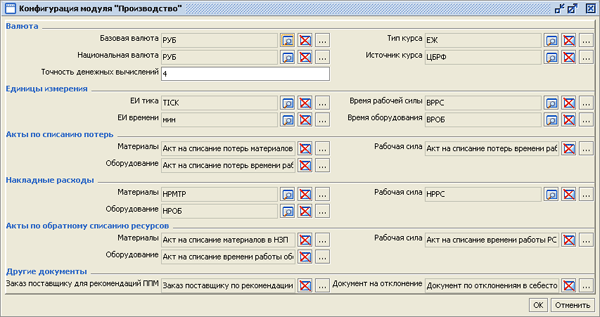 Конфигурация модуля "Производство"
Валюта
Базовая валюта РУБ ... Тип курса ЕЖ ...
Национальная валюта РУБ ... Источник курса ЦБРФ ...
Точность денежных вычислений 4
Единицы измерения
ЕИ тика TICK ... Время рабочей силы ВРРС ...
ЕИ времени мин ... Время оборудования ВРОБ ...
Акты по списанию потерь
Материалы Акт на списание потерь материалов ... Рабочая сила Акт на списание потерь времени раб ...
Оборудование Акт на списание потерь времени раб ...
Накладные расходы
Материалы НРМТР ... Рабочая сила НРРС ...
Оборудование НРОБ ...
Акты по обратному списанию ресурсов
Материалы Акт на списание материалов в НЗП ... Рабочая сила Акт на списание времени работы РС ...
Оборудование Акт на списание времени работы обо ...
Другие документы
Заказ поставщику для рекомендаций ППМ Заказ поставщику по рекомендации ... Документ на отклонение Документ по отклонениям в себесто ...
ОК Отменить